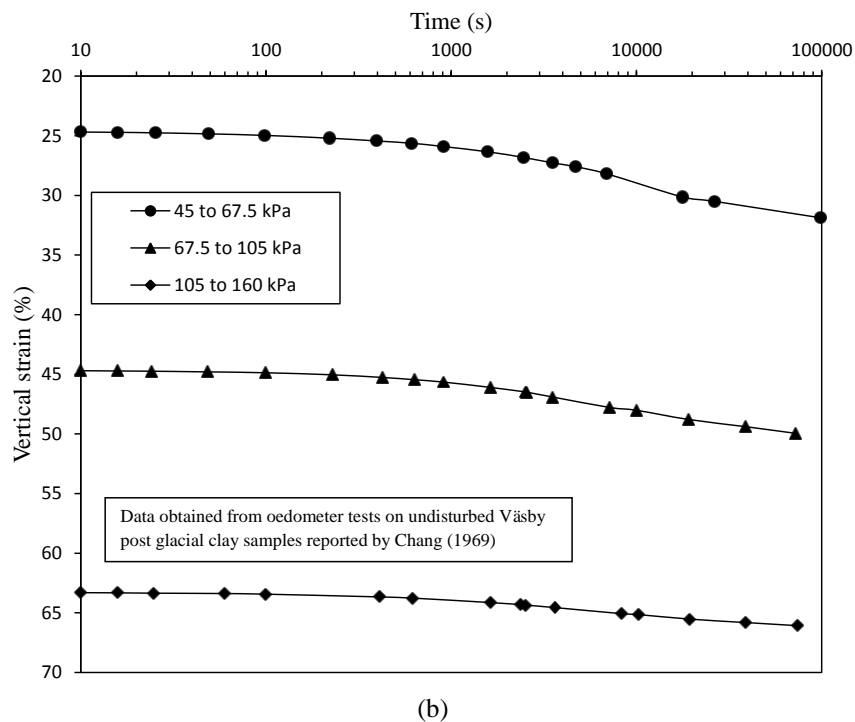 Time (s)
10 100 1000 10000 100000
20
25
30
35
40
45
50
55
60
65
70
Vertical strain (%)
45 to 67.5 kPa
67.5 to 105 kPa
105 to 160 kPa
Data obtained from oedometer tests on undisturbed Väsby
post glacial clay samples reported by Chang (1969)
(b)